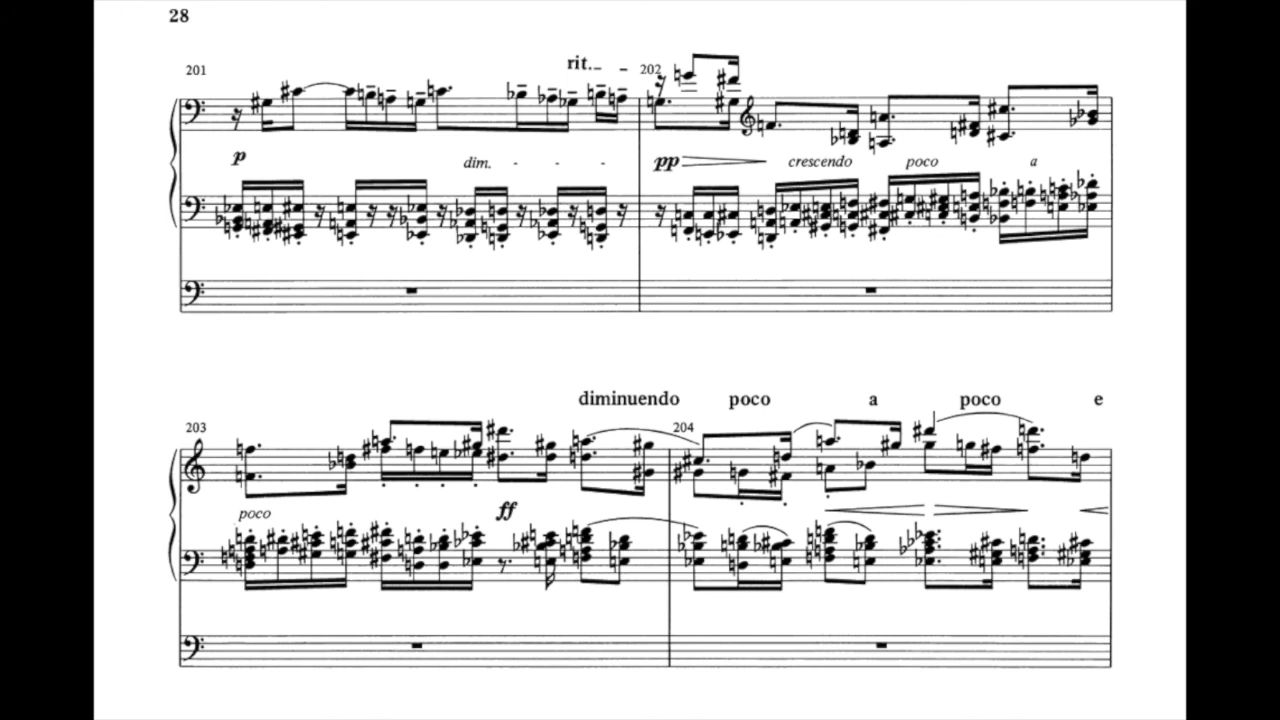 28
rit.
201
202
p
dim.
pp
crescendo poco a
diminuendo poco a poco e
203
204
poco
ff